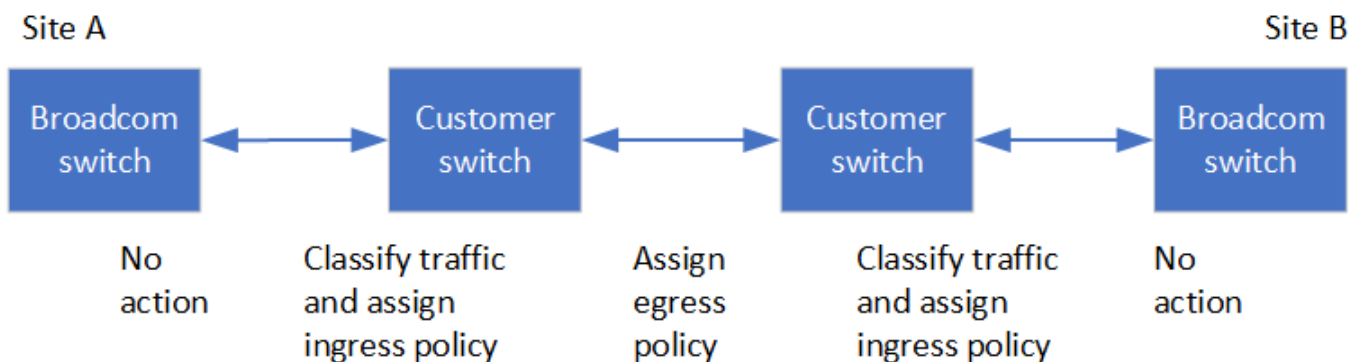 Site A
Site B
Broadcom
switch
Customer
switch
Customer
switch
Broadcom
switch
No
action
Classify traffic
and assign
ingress policy
Assign
egress
policy
Classify traffic
and assign
ingress policy
No
action